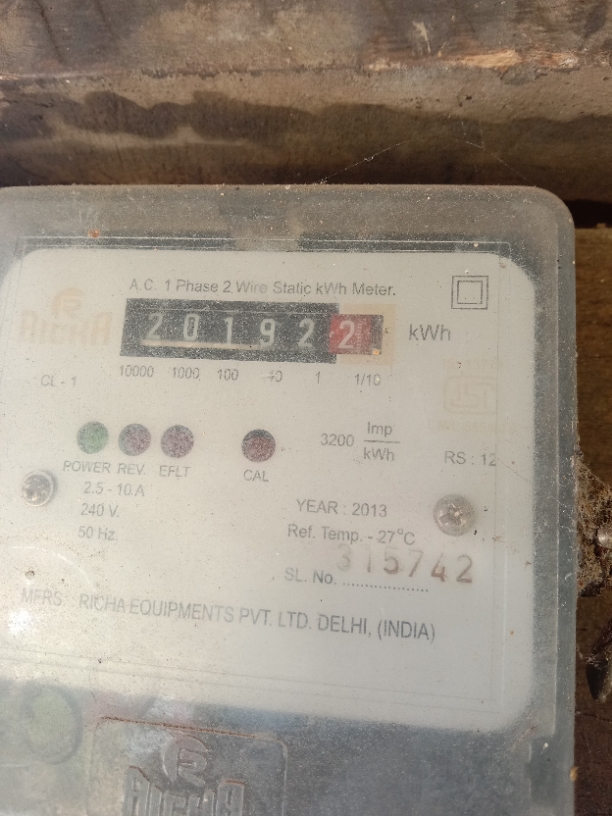 A.C. 1 Phase 2 Wire Static kWh Meter.
RICHA
201922 kWh
10000 1000 100 10 1 1/10
CL - 1
3200 Imp
kWh
POWER REV. EFLT CAL
RS : 12
2.5 - 10 A
240 V.
50 Hz.
YEAR : 2013
Ref. Temp. - 27°C
SL. No. 315742
MFRS RICHA EQUIPMENTS PVT. LTD. DELHI, (INDIA)
RICHA